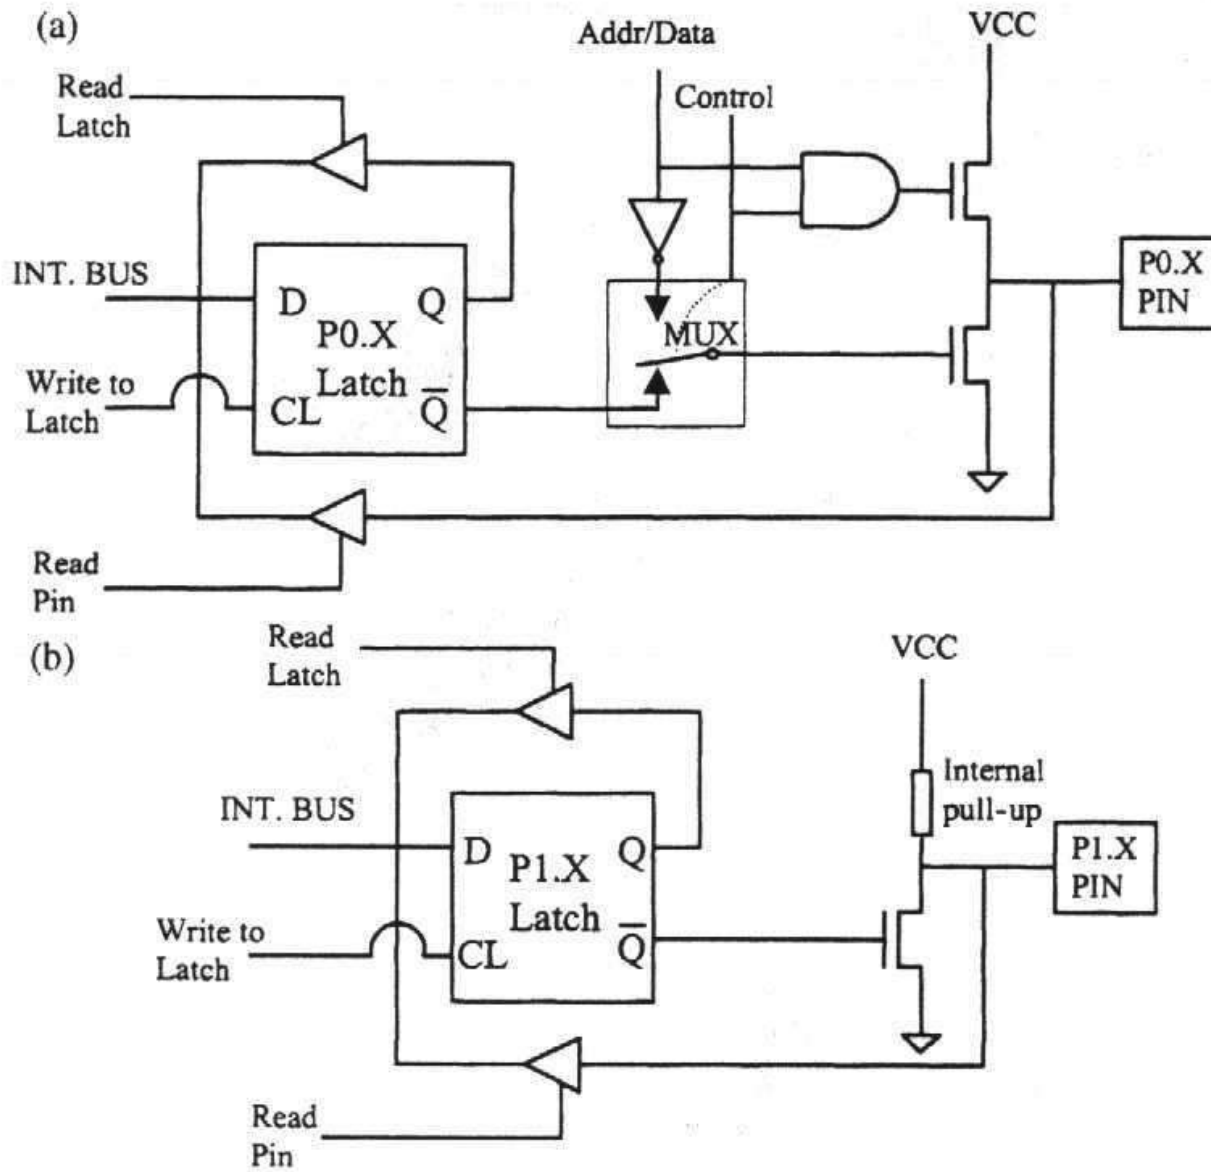 (a)
Addr/Data
VCC
Read
Latch
Control
INT. BUS
D
Q
P0.X
Latch
MUX
P0.X
PIN
Write to
Latch
CL
Q̅
Read
Pin
(b)
Read
Latch
VCC
Internal
pull-up
INT. BUS
D
Q
P1.X
Latch
P1.X
PIN
Write to
Latch
CL
Q̅
Read
Pin